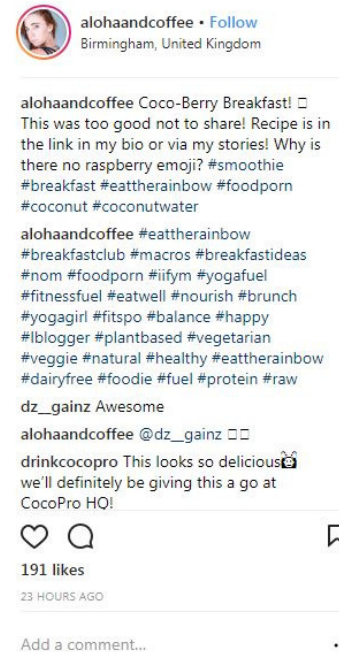 alohaandcoffee • Follow
Birmingham, United Kingdom
alohaandcoffee Coco-Berry Breakfast! □
This was too good not to share! Recipe is in
the link in my bio or via my stories! Why is
there no raspberry emoji? #smoothie
#breakfast #eattherainbow #foodporn
#coconut #coconutwater
alohaandcoffee #eattherainbow
#breakfastclub #macros #breakfastideas
#nom #foodporn #iifym #yogafuel
#fitnessfuel #eatwell #nourish #brunch
#yogagirl #fitspo #balance #happy
#lblogger #plantbased #vegetarian
#veggie #natural #healthy #eattherainbow
#dairyfree #foodie #fuel #protein #raw
dz__gainz Awesome
alohaandcoffee @dz__gainz □□
drinkcocopro This looks so delicious
we'll definitely be giving this a go at
CocoPro HQ!
191 likes
23 HOURS AGO
Add a comment...